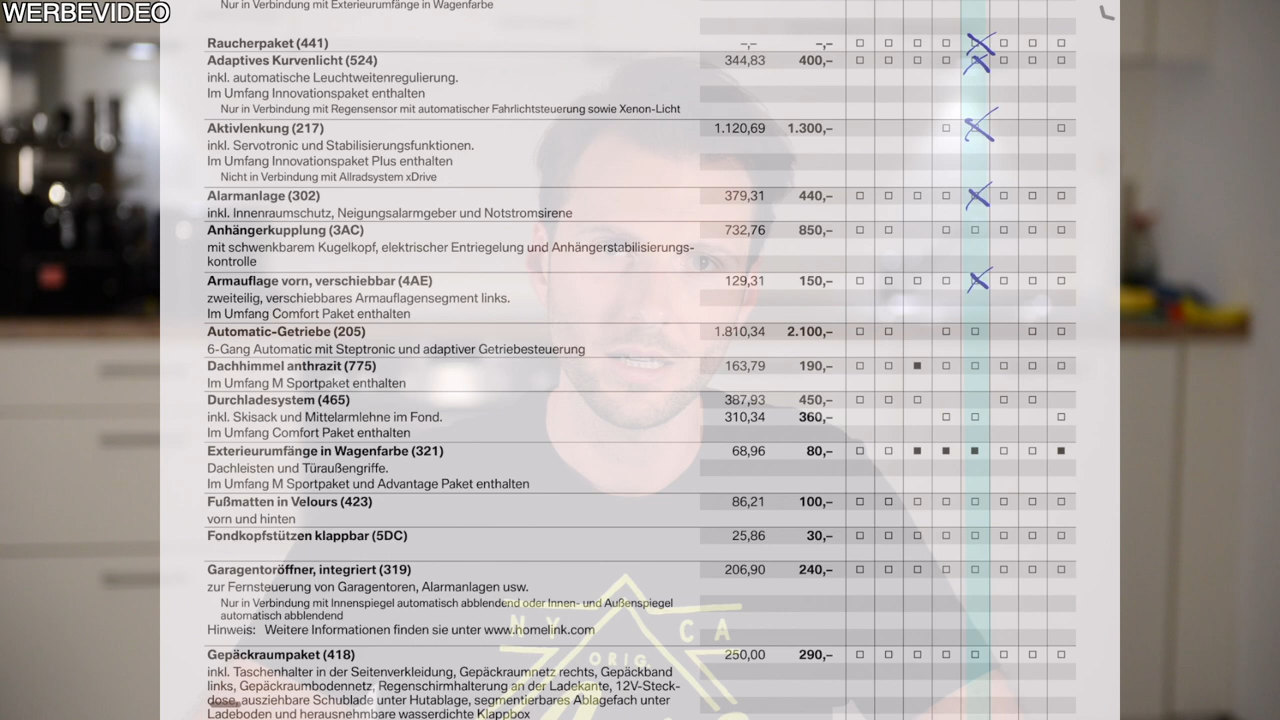 WERBEVIDEO
Nur in Verbindung mit Exterieurumfänge in Wagenfarbe
Raucherpaket (441) –,– –,–
Adaptives Kurvenlicht (524) 344,83 400,–
inkl. automatische Leuchtweitenregulierung.
Im Umfang Innovationspaket enthalten
Nur in Verbindung mit Regensensor mit automatischer Fahrlichtsteuerung sowie Xenon-Licht
Aktivlenkung (217) 1.120,69 1.300,–
inkl. Servotronic und Stabilisierungsfunktionen.
Im Umfang Innovationspaket Plus enthalten
Nicht in Verbindung mit Allradsystem xDrive
Alarmanlage (302) 379,31 440,–
inkl. Innenraumschutz, Neigungsalarmgeber und Notstromsirene
Anhängerkupplung (3AC) 732,76 850,–
mit schwenkbarem Kugelkopf, elektrischer Entriegelung und Anhängerstabilisierungs-
kontrolle
Armauflage vorn, verschiebbar (4AE) 129,31 150,–
zweiteilig, verschiebbares Armauflagensegment links.
Im Umfang Comfort Paket enthalten
Automatic-Getriebe (205) 1.810,34 2.100,–
6-Gang Automatic mit Steptronic und adaptiver Getriebesteuerung
Dachhimmel anthrazit (775) 163,79 190,–
Im Umfang M Sportpaket enthalten
Durchladesystem (465) 387,93 450,–
inkl. Skisack und Mittelarmlehne im Fond. 310,34 360,–
Im Umfang Comfort Paket enthalten
Exterieurumfänge in Wagenfarbe (321) 68,96 80,–
Dachleisten und Türaußengriffe.
Im Umfang M Sportpaket und Advantage Paket enthalten
Fußmatten in Velours (423) 86,21 100,–
vorn und hinten
Fondkopfstützen klappbar (5DC) 25,86 30,–
Garagentoröffner, integriert (319) 206,90 240,–
zur Fernsteuerung von Garagentoren, Alarmanlagen usw.
Nur in Verbindung mit Innenspiegel automatisch abblendend oder Innen- und Außenspiegel
automatisch abblendend
Hinweis: Weitere Informationen finden sie unter www.homelink.com
NY CA
ORIG
Gepäckraumpaket (418) 250,00 290,–
inkl. Taschenhalter in der Seitenverkleidung, Gepäckraumnetz rechts, Gepäckband
links, Gepäckraumbodennetz, Regenschirmhalterung an der Ladekante, 12V-Steck-
dose, ausziehbare Schublade unter Hutablage, segmentierbares Ablagefach unter
Ladeboden und herausnehmbare wasserdichte Klappbox